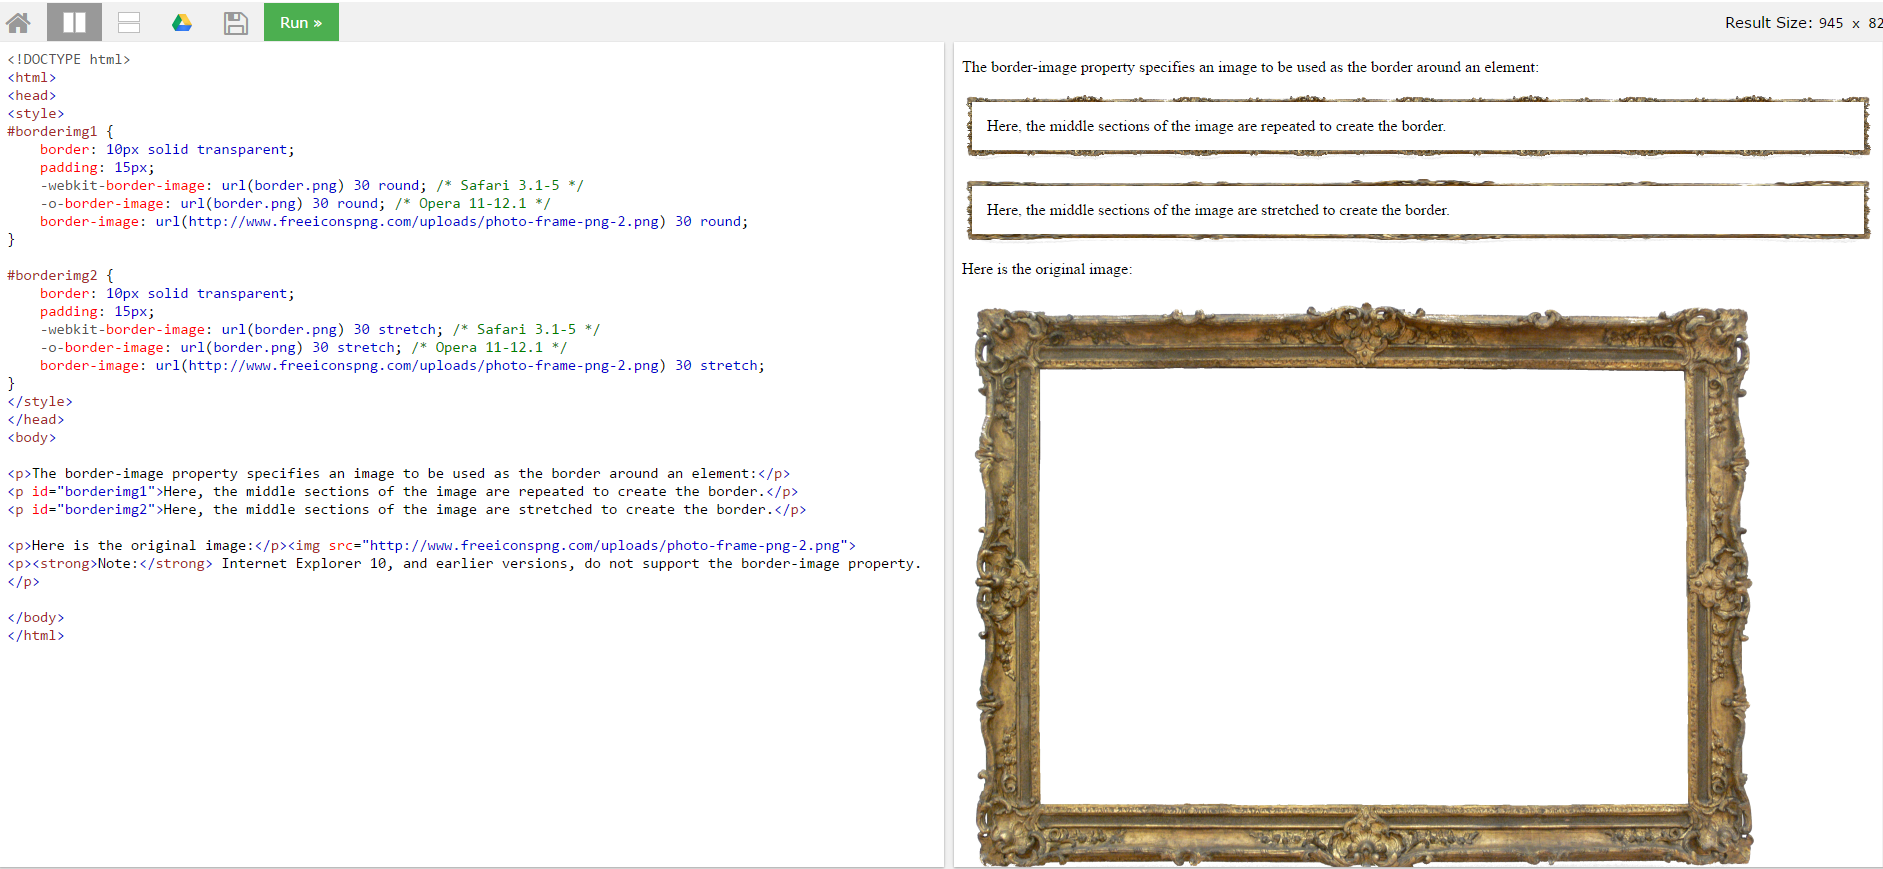 Run »
Result Size: 945 x 82
<!DOCTYPE html>
<html>
<head>
<style>
#borderimg1 {
    border: 10px solid transparent;
    padding: 15px;
    -webkit-border-image: url(border.png) 30 round; /* Safari 3.1-5 */
    -o-border-image: url(border.png) 30 round; /* Opera 11-12.1 */
    border-image: url(http://www.freeiconspng.com/uploads/photo-frame-png-2.png) 30 round;
}
#borderimg2 {
    border: 10px solid transparent;
    padding: 15px;
    -webkit-border-image: url(border.png) 30 stretch; /* Safari 3.1-5 */
    -o-border-image: url(border.png) 30 stretch; /* Opera 11-12.1 */
    border-image: url(http://www.freeiconspng.com/uploads/photo-frame-png-2.png) 30 stretch;
}
</style>
</head>
<body>
<p>The border-image property specifies an image to be used as the border around an element:</p>
<p id="borderimg1">Here, the middle sections of the image are repeated to create the border.</p>
<p id="borderimg2">Here, the middle sections of the image are stretched to create the border.</p>
<p>Here is the original image:</p><img src="http://www.freeiconspng.com/uploads/photo-frame-png-2.png">
<p><strong>Note:</strong> Internet Explorer 10, and earlier versions, do not support the border-image property.
</p>
</body>
</html>
The border-image property specifies an image to be used as the border around an element:
Here, the middle sections of the image are repeated to create the border.
Here, the middle sections of the image are stretched to create the border.
Here is the original image: